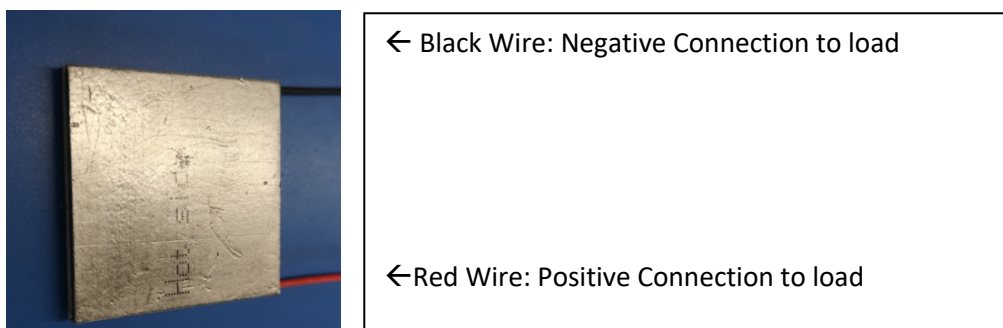 Hot side
← Black Wire: Negative Connection to load
←Red Wire: Positive Connection to load